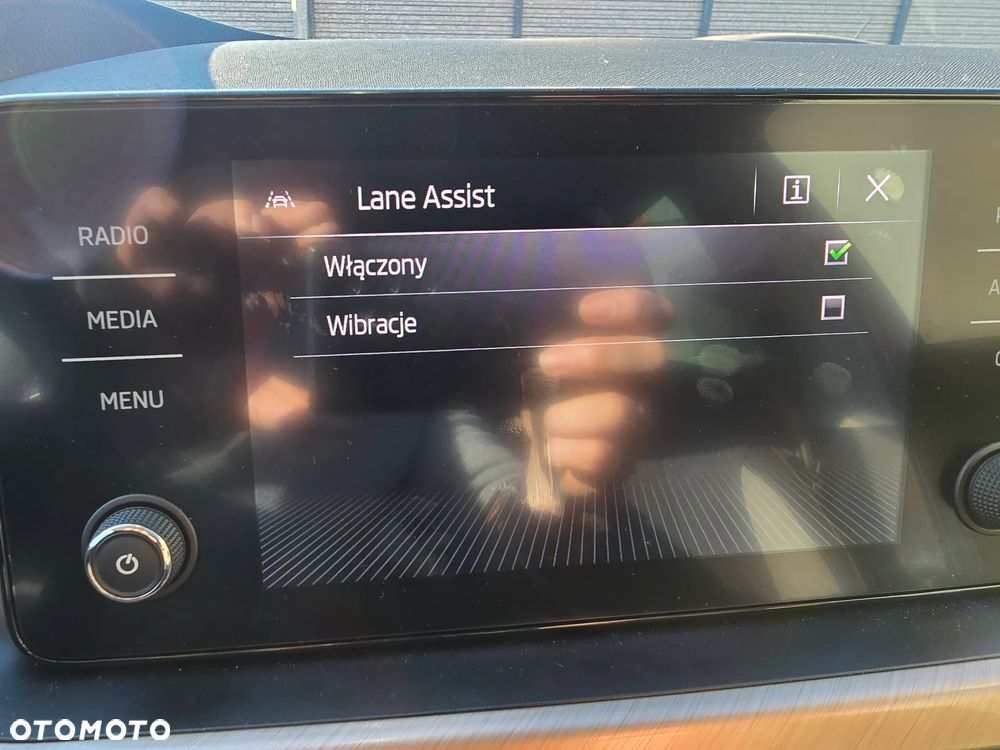 Lane Assist
RADIO
Włączony
MEDIA
Wibracje
MENU
OTOMOTO